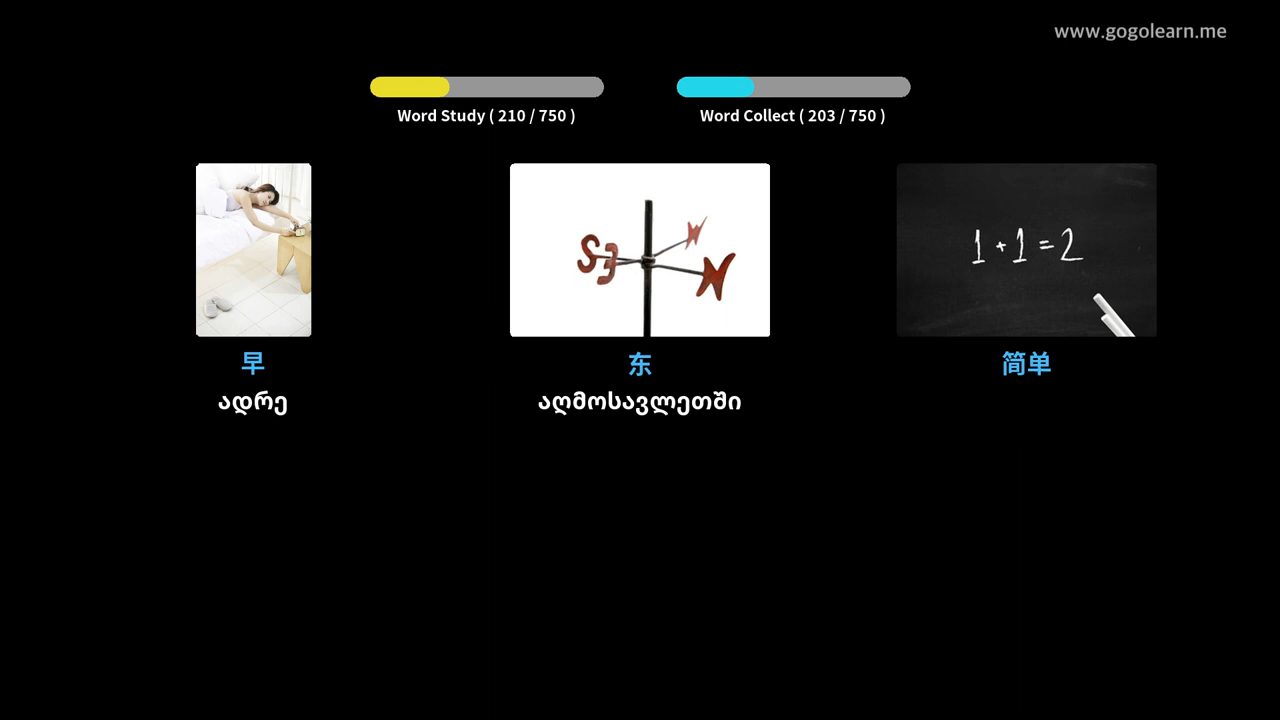 www.gogolearn.me
Word Study ( 210 / 750 )
Word Collect ( 203 / 750 )
S E N W
1 + 1 = 2
早
东
简单
ადრე
აღმოსავლეთში